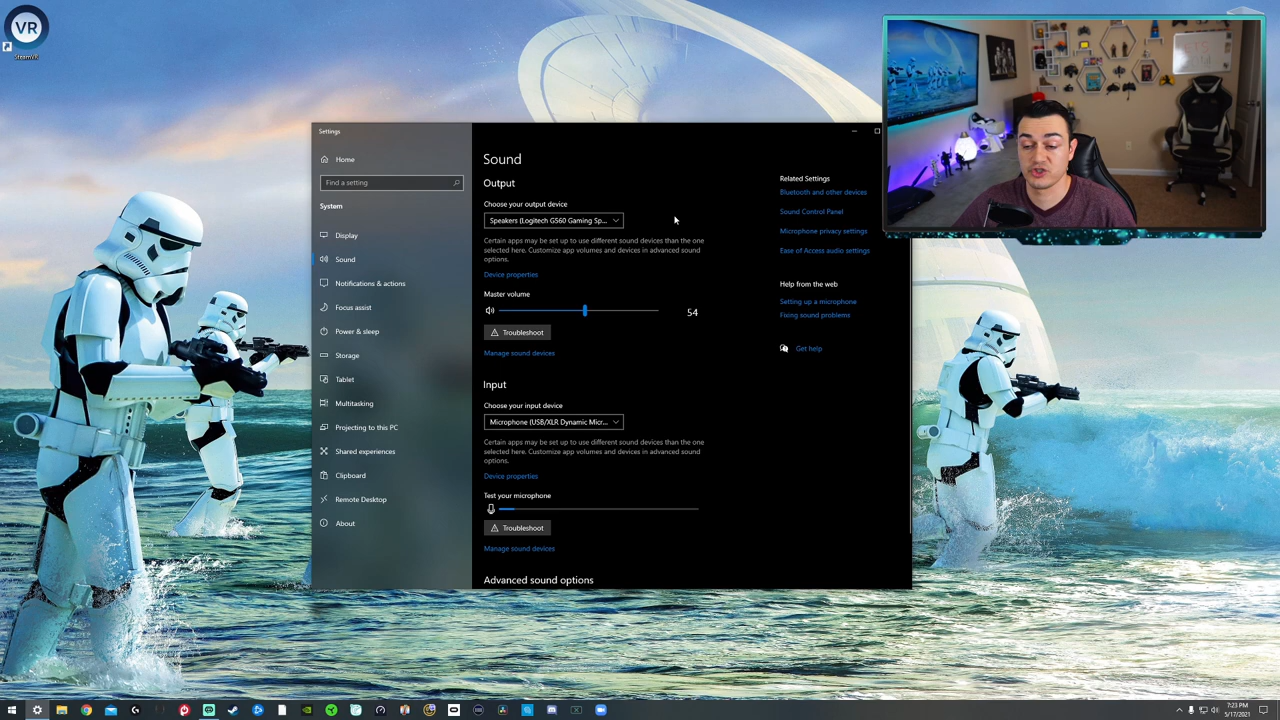 VR
SteamVR
Settings
Home
Find a setting
System
Display
Sound
Notifications & actions
Focus assist
Power & sleep
Storage
Tablet
Multitasking
Projecting to this PC
Shared experiences
Clipboard
Remote Desktop
About
Sound
Output
Choose your output device
Speakers (Logitech G560 Gaming Sp...
Certain apps may be set up to use different sound devices than the one
selected here. Customize app volumes and devices in advanced sound
options.
Device properties
Master volume
54
Troubleshoot
Manage sound devices
Input
Choose your input device
Microphone (USB/XLR Dynamic Micr...
Certain apps may be set up to use different sound devices than the one
selected here. Customize app volumes and devices in advanced sound
options.
Device properties
Test your microphone
Troubleshoot
Manage sound devices
Advanced sound options
Related Settings
Bluetooth and other devices
Sound Control Panel
Microphone privacy settings
Ease of Access audio settings
Help from the web
Setting up a microphone
Fixing sound problems
Get help
7:23 PM
5/17/2021